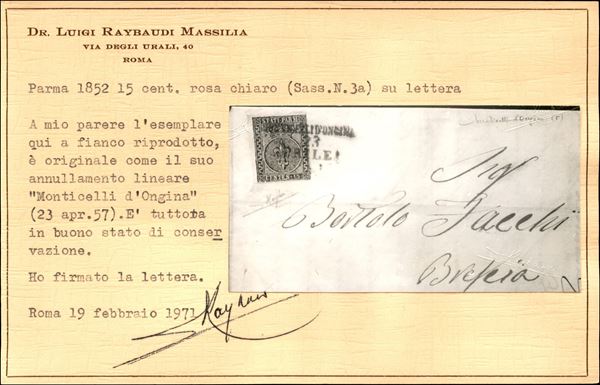 DR. LUIGI RAYBAUDI MASSILIA
VIA DEGLI URALI, 40
ROMA
Parma 1852 15 cent. rosa chiaro (Sass.N.3a) su lettera
A mio parere l'esemplare
qui a fianco riprodotto,
è originale come il suo
annullamento lineare
"Monticelli d'Ongina"
(23 apr.57).E' tuttora
in buono stato di conser
vazione.
Ho firmato la lettera.
Roma 19 febbraio 1971
D'ONGINA
23
Bortolo Facchi
Brescia